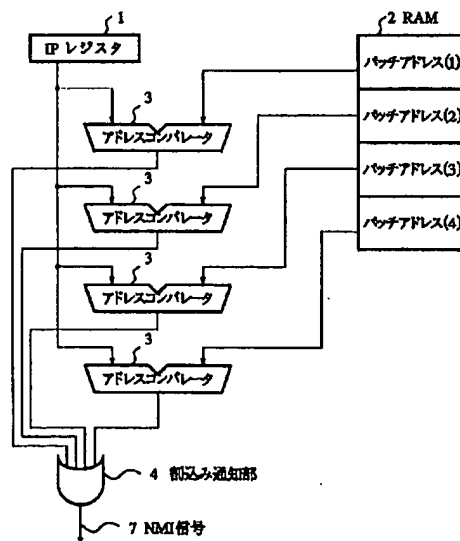 1
IP レジスタ
2 RAM
パッチアドレス(1)
パッチアドレス(2)
パッチアドレス(3)
パッチアドレス(4)
3
アドレスコンパレータ
3
アドレスコンパレータ
3
アドレスコンパレータ
3
アドレスコンパレータ
4 割込み通知部
7 NMI信号